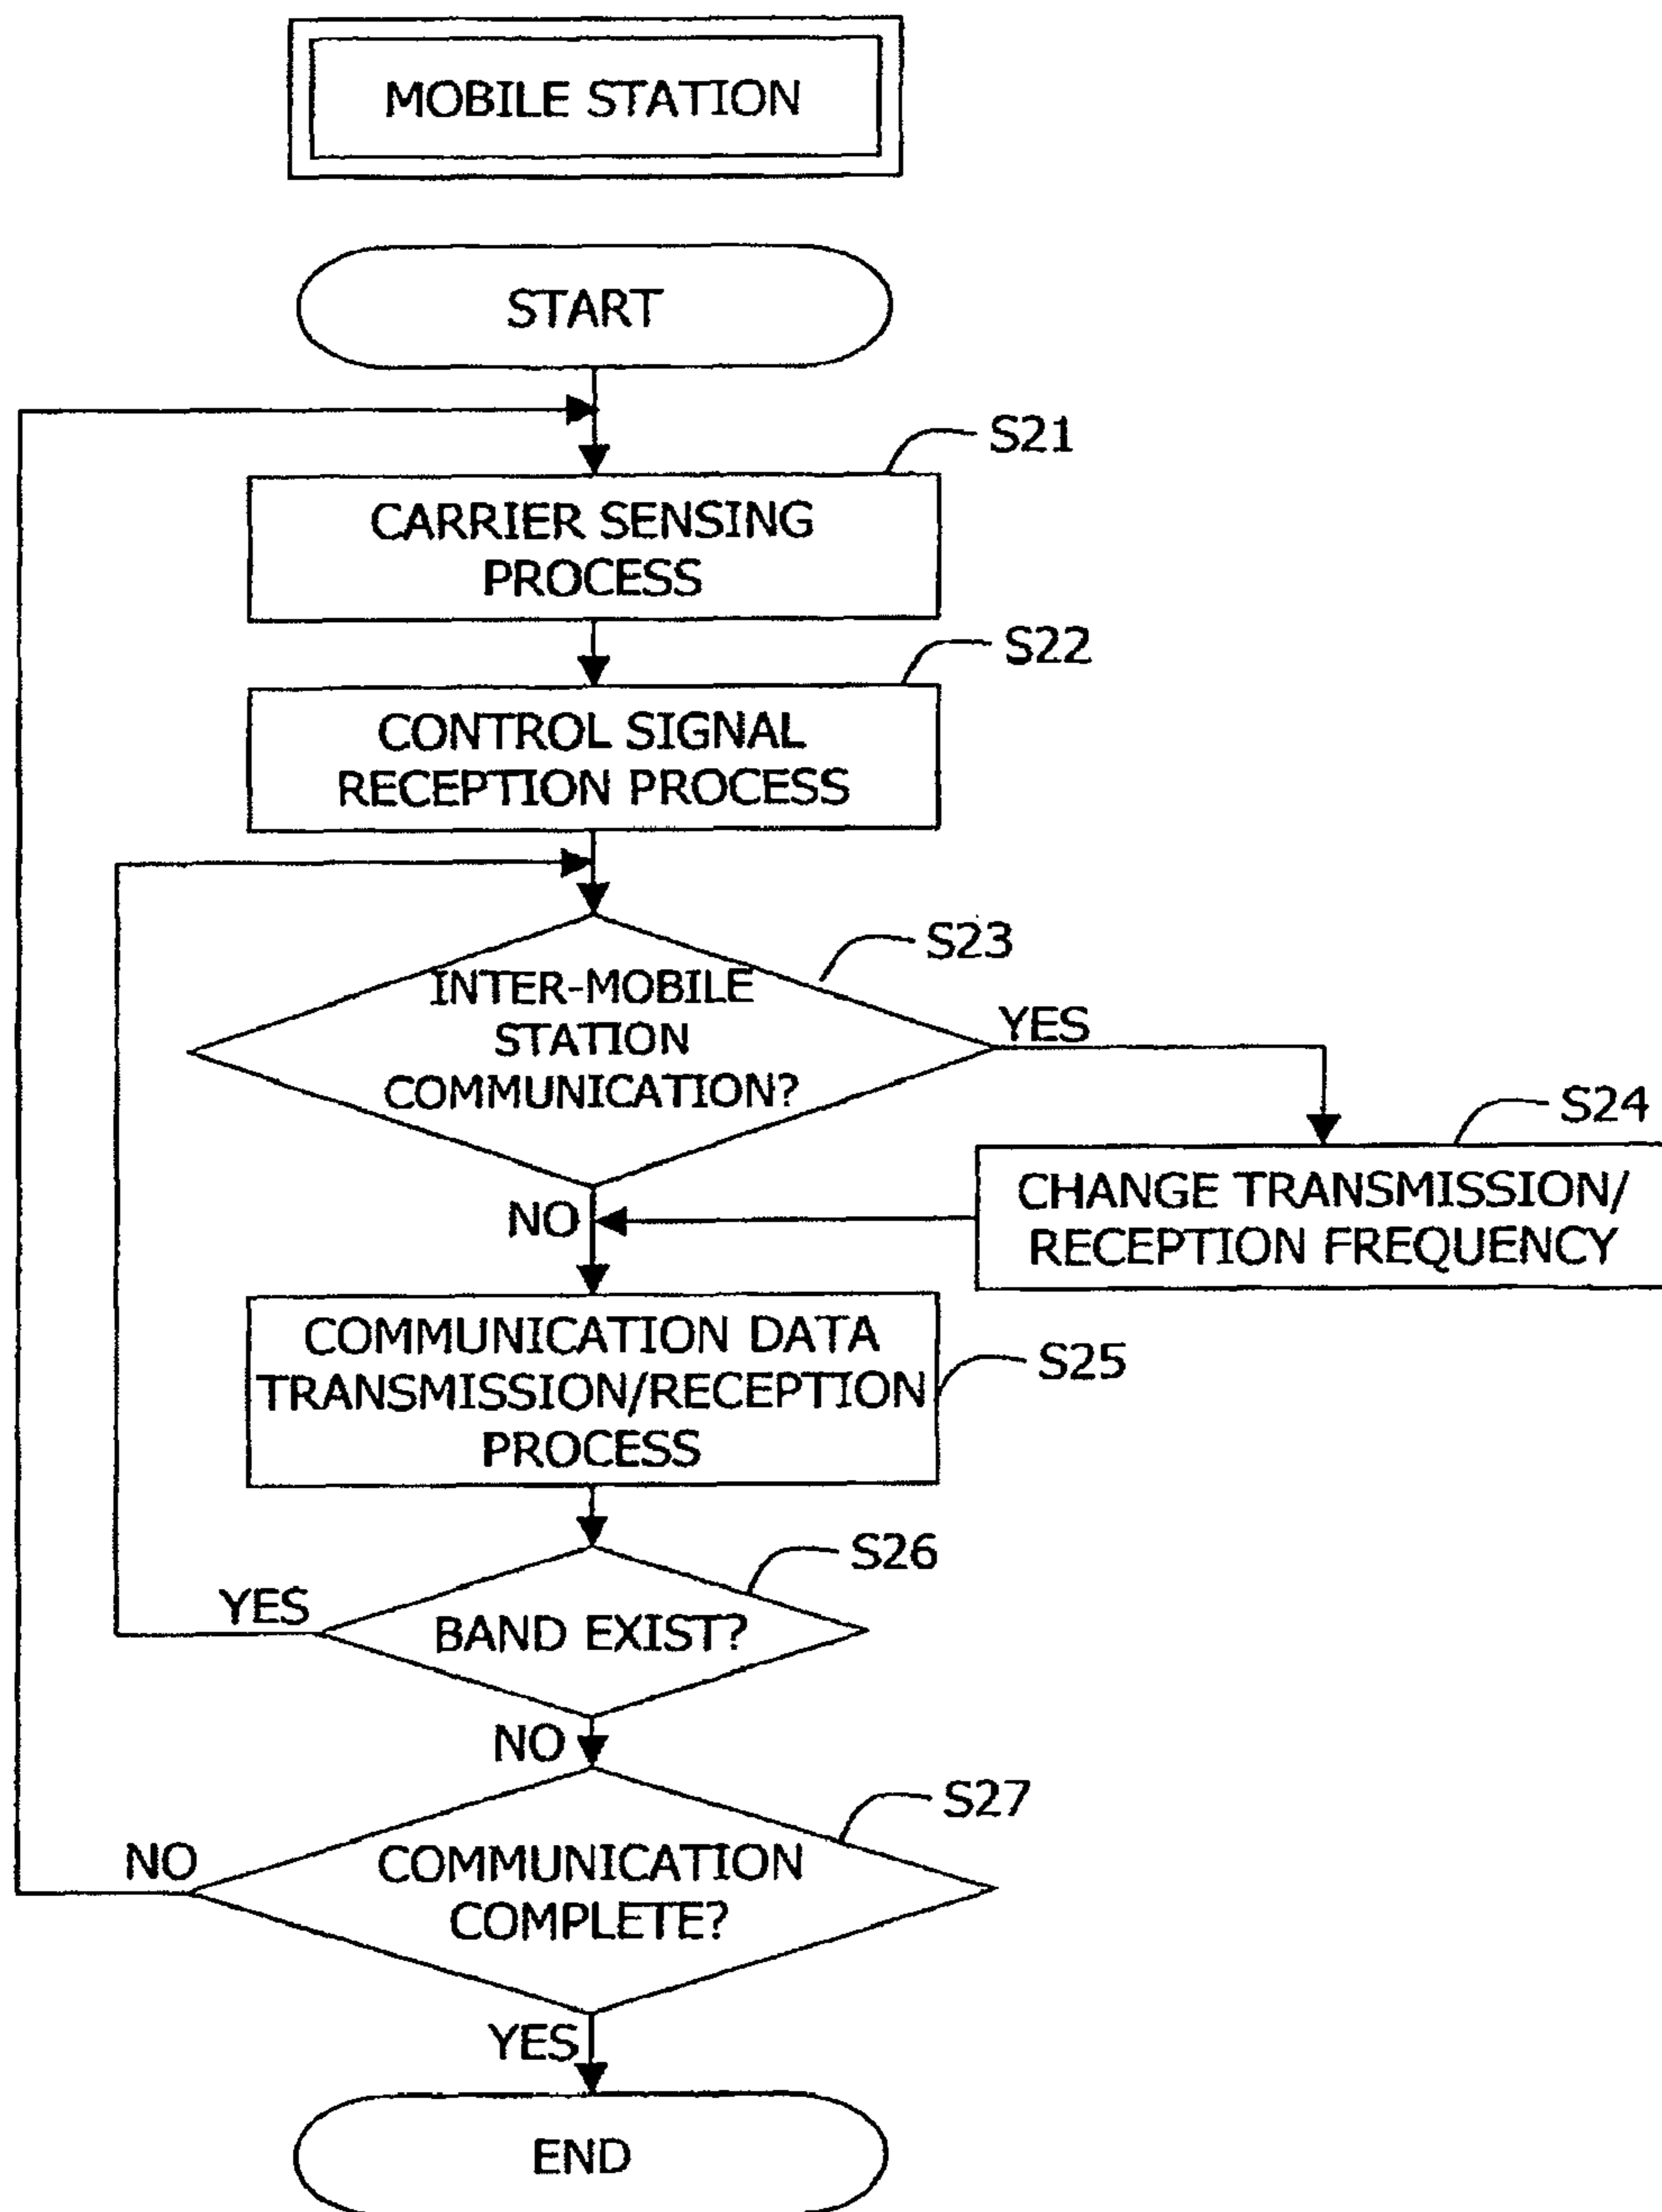 MOBILE STATION
START
S21
CARRIER SENSING
PROCESS
S22
CONTROL SIGNAL
RECEPTION PROCESS
S23
INTER-MOBILE
STATION
COMMUNICATION?
YES
S24
CHANGE TRANSMISSION/
RECEPTION FREQUENCY
NO
COMMUNICATION DATA
TRANSMISSION/RECEPTION
PROCESS
S25
S26
YES
BAND EXIST?
NO
S27
NO
COMMUNICATION
COMPLETE?
YES
END